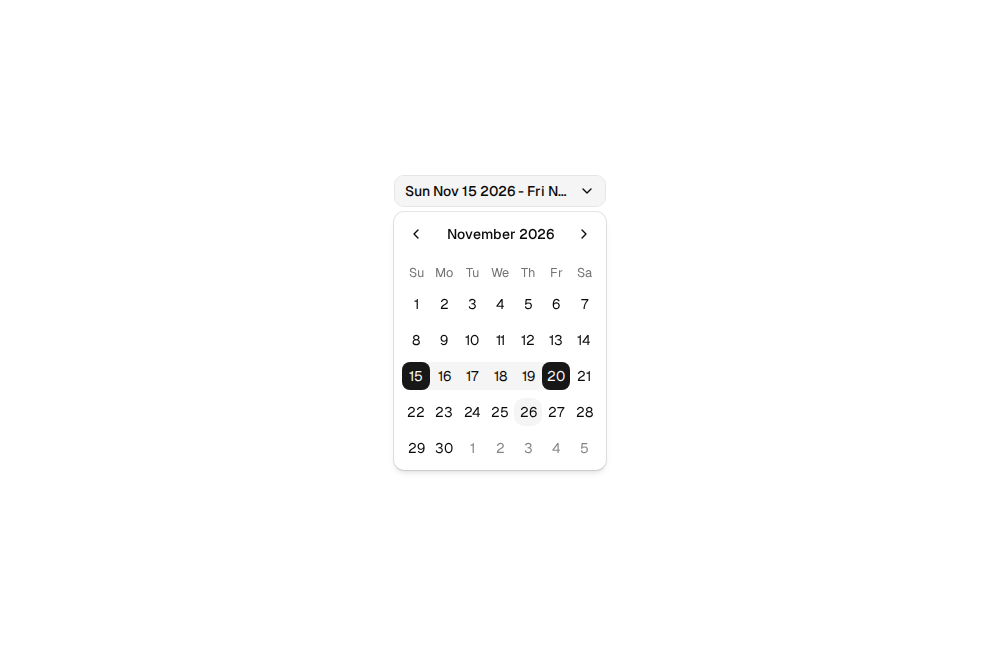 Sun Nov 15 2026 - Fri N...
November 2026
Su Mo Tu We Th Fr Sa
1 2 3 4 5 6 7
8 9 10 11 12 13 14
15 16 17 18 19 20 21
22 23 24 25 26 27 28
29 30 1 2 3 4 5